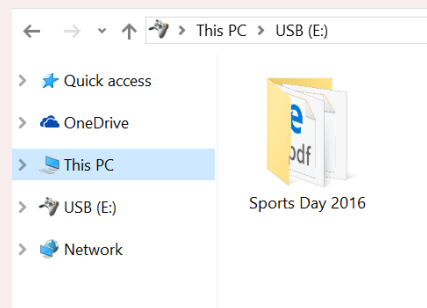 This PC > USB (E:)
Quick access
OneDrive
This PC
USB (E:)
Network
pdf
Sports Day 2016